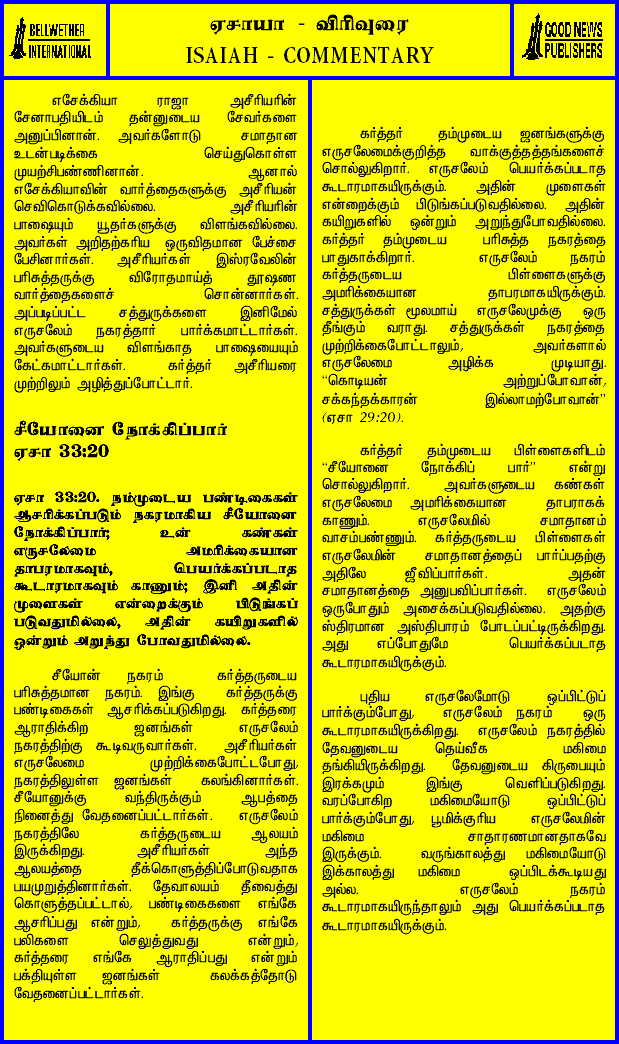 BELLWETHER
INTERNATIONAL
ஏசாயா - விரிவுரை
ISAIAH - COMMENTARY
GOOD NEWS
PUBLISHERS
எசேக்கியா ராஜா அசீரியரின்
சேனாபதியிடம் தன்னுடைய சேவர்களை
அனுப்பினான். அவர்களோடு சமாதான
உடன்படிக்கை செய்துகொள்ள
முயற்சிபண்ணினான். ஆனால்
எசேக்கியாவின் வார்த்தைகளுக்கு அசீரியன்
செவிகொடுக்கவில்லை. அசீரியரின்
பாஷையும் யூதர்களுக்கு விளங்கவில்லை.
அவர்கள் அறிதற்கரிய ஒருவிதமான பேச்சை
பேசினார்கள். அசீரியர்கள் இஸ்ரவேலின்
பரிசுத்தருக்கு விரோதமாய்த் தூஷண
வார்த்தைகளைச் சொன்னார்கள்.
அப்படிப்பட்ட சத்துருக்களை இனிமேல்
எருசலேம் நகரத்தார் பார்க்கமாட்டார்கள்.
அவர்களுடைய விளங்காத பாஷையையும்
கேட்கமாட்டார்கள். கர்த்தர் அசீரியரை
முற்றிலும் அழித்துப்போட்டார்.
சீயோனை நோக்கிப்பார்
ஏசா 33:20
ஏசா 33:20. நம்முடைய பண்டிகைகள்
ஆசரிக்கப்படும் நகரமாகிய சீயோனை
நோக்கிப்பார்; உன் கண்கள்
எருசலேமை அமரிக்கையான
தாபரமாகவும், பெயர்க்கப்படாத
கூடாரமாகவும் காணும்; இனி அதின்
முளைகள் என்றைக்கும் பிடுங்கப்
படுவதுமில்லை, அதின் கயிறுகளில்
ஒன்றும் அறுந்து போவதுமில்லை.
சீயோன் நகரம் கர்த்தருடைய
பரிசுத்தமான நகரம். இங்கு கர்த்தருக்கு
பண்டிகைகள் ஆசரிக்கப்படுகிறது. கர்த்தரை
ஆராதிக்கிற ஜனங்கள் எருசலேம்
நகரத்திற்கு கூடிவருவார்கள். அசீரியர்கள்
எருசலேமை முற்றிக்கைபோட்டபோது,
நகரத்திலுள்ள ஜனங்கள் கலங்கினார்கள்.
சீயோனுக்கு வந்திருக்கும் ஆபத்தை
நினைத்து வேதனைப்பட்டார்கள். எருசலேம்
நகரத்திலே கர்த்தருடைய ஆலயம்
இருக்கிறது. அசீரியர்கள் அந்த
ஆலயத்தை தீக்கொளுத்திப்போடுவதாக
பயமுறுத்தினார்கள். தேவாலயம் தீவைத்து
கொளுத்தப்பட்டால், பண்டிகைகளை எங்கே
ஆசரிப்பது என்றும், கர்த்தருக்கு எங்கே
பலிகளை செலுத்துவது என்றும்,
கர்த்தரை எங்கே ஆராதிப்பது என்றும்
பக்தியுள்ள ஜனங்கள் கலக்கத்தோடு
வேதனைப்பட்டார்கள்.
கர்த்தர் தம்முடைய ஜனங்களுக்கு
எருசலேமைக்குறித்த வாக்குத்தத்தங்களைச்
சொல்லுகிறார். எருசலேம் பெயர்க்கப்படாத
கூடாரமாகயிருக்கும். அதின் முளைகள்
என்றைக்கும் பிடுங்கப்படுவதில்லை. அதின்
கயிறுகளில் ஒன்றும் அறுந்துபோவதில்லை.
கர்த்தர் தம்முடைய பரிசுத்த நகரத்தை
பாதுகாக்கிறார். எருசலேம் நகரம்
கர்த்தருடைய பிள்ளைகளுக்கு
அமரிக்கையான தாபரமாகயிருக்கும்.
சத்துருக்கள் மூலமாய் எருசலேமுக்கு ஒரு
தீங்கும் வராது. சத்துருக்கள் நகரத்தை
முற்றிக்கைபோட்டாலும், அவர்களால்
எருசலேமை அழிக்க முடியாது.
“கொடியன் அற்றுப்போவான்,
சக்கந்தக்காரன் இல்லாமற்போவான்”
(ஏசா 29:20).
கர்த்தர் தம்முடைய பிள்ளைகளிடம்
“சீயோனை நோக்கிப் பார்” என்று
சொல்லுகிறார். அவர்களுடைய கண்கள்
எருசலேமை அமரிக்கையான தாபராகக்
காணும். எருசலேமில் சமாதானம்
வாசம்பண்ணும். கர்த்தருடைய பிள்ளைகள்
எருசலேமின் சமாதானத்தைப் பார்ப்பதற்கு
அதிலே ஜீவிப்பார்கள். அதன்
சமாதானத்தை அனுபவிப்பார்கள். எருசலேம்
ஒருபோதும் அசைக்கப்படுவதில்லை. அதற்கு
ஸ்திரமான அஸ்திபாரம் போடப்பட்டிருக்கிறது.
அது எப்போதுமே பெயர்க்கப்படாத
கூடாரமாகயிருக்கும்.
புதிய எருசலேமோடு ஒப்பிட்டுப்
பார்க்கும்போது, எருசலேம் நகரம் ஒரு
கூடாரமாகயிருக்கிறது. எருசலேம் நகரத்தில்
தேவனுடைய தெய்வீக மகிமை
தங்கியிருக்கிறது. தேவனுடைய கிருபையும்
இரக்கமும் இங்கு வெளிப்படுகிறது.
வரப்போகிற மகிமையோடு ஒப்பிட்டுப்
பார்க்கும்போது, பூமிக்குரிய எருசலேமின்
மகிமை சாதாரணமானதாகவே
இருக்கும். வருங்காலத்து மகிமையோடு
இக்காலத்து மகிமை ஒப்பிடக்கூடியது
அல்ல. எருசலேம் நகரம்
கூடாரமாகயிருந்தாலும் அது பெயர்க்கப்படாத
கூடாரமாகயிருக்கும்.